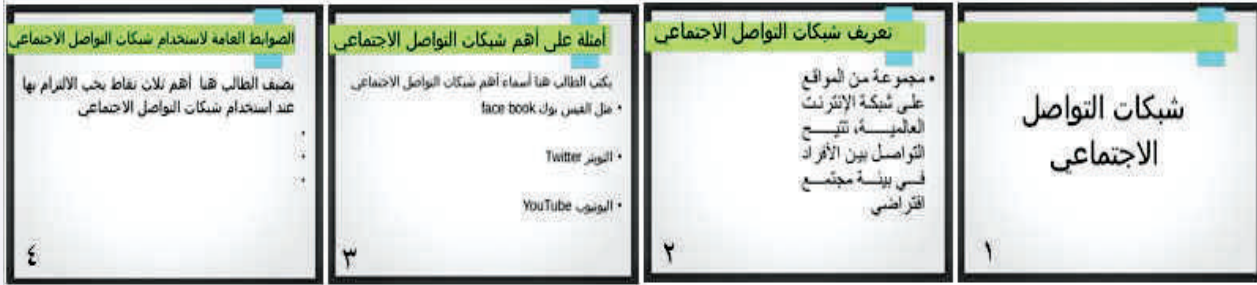 شبكات التواصل
الاجتماعي
١
تعريف شبكات التواصل الاجتماعي
• مجموعة من المواقع
على شبكة الإنترنت
العالميــــة، تتيـــح
التواصل بين الأفراد
فــي بيئــة مجتمــع
افتراضي
٢
أمثلة على أهم شبكات التواصل الاجتماعي
يكتب الطالب هنا أسماء أهم شبكات التواصل الاجتماعي
• مثل الفيس بوك face book
• التويتر Twitter
• اليوتيوب YouTube
٣
الضوابط العامة لاستخدام شبكات التواصل الاجتماعي
يضيف الطالب هنا أهم ثلاث نقاط يجب الالتزام بها
عند استخدام شبكات التواصل الاجتماعي
•
•
•
٤